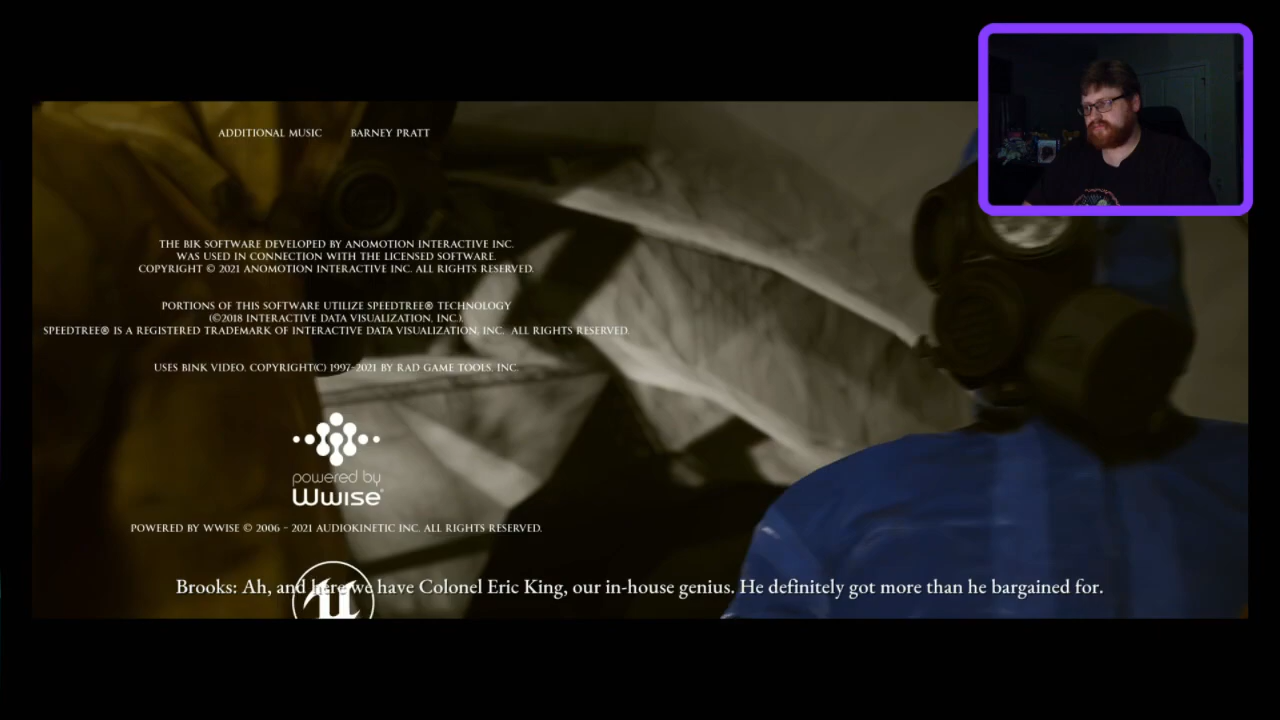 ADDITIONAL MUSIC BARNEY PRATT
THE BIK SOFTWARE DEVELOPED BY ANOMOTION INTERACTIVE INC.
WAS USED IN CONNECTION WITH THE LICENSED SOFTWARE.
COPYRIGHT © 2021 ANOMOTION INTERACTIVE INC. ALL RIGHTS RESERVED.
PORTIONS OF THIS SOFTWARE UTILIZE SPEEDTREE® TECHNOLOGY
(©2018 INTERACTIVE DATA VISUALIZATION, INC.).
SPEEDTREE® IS A REGISTERED TRADEMARK OF INTERACTIVE DATA VISUALIZATION, INC. ALL RIGHTS RESERVED.
USES BINK VIDEO. COPYRIGHT(C) 1997-2021 BY RAD GAME TOOLS, INC.
powered by
Wwise
POWERED BY WWISE © 2006 - 2021 AUDIOKINETIC INC. ALL RIGHTS RESERVED.
Brooks: Ah, and here we have Colonel Eric King, our in-house genius. He definitely got more than he bargained for.